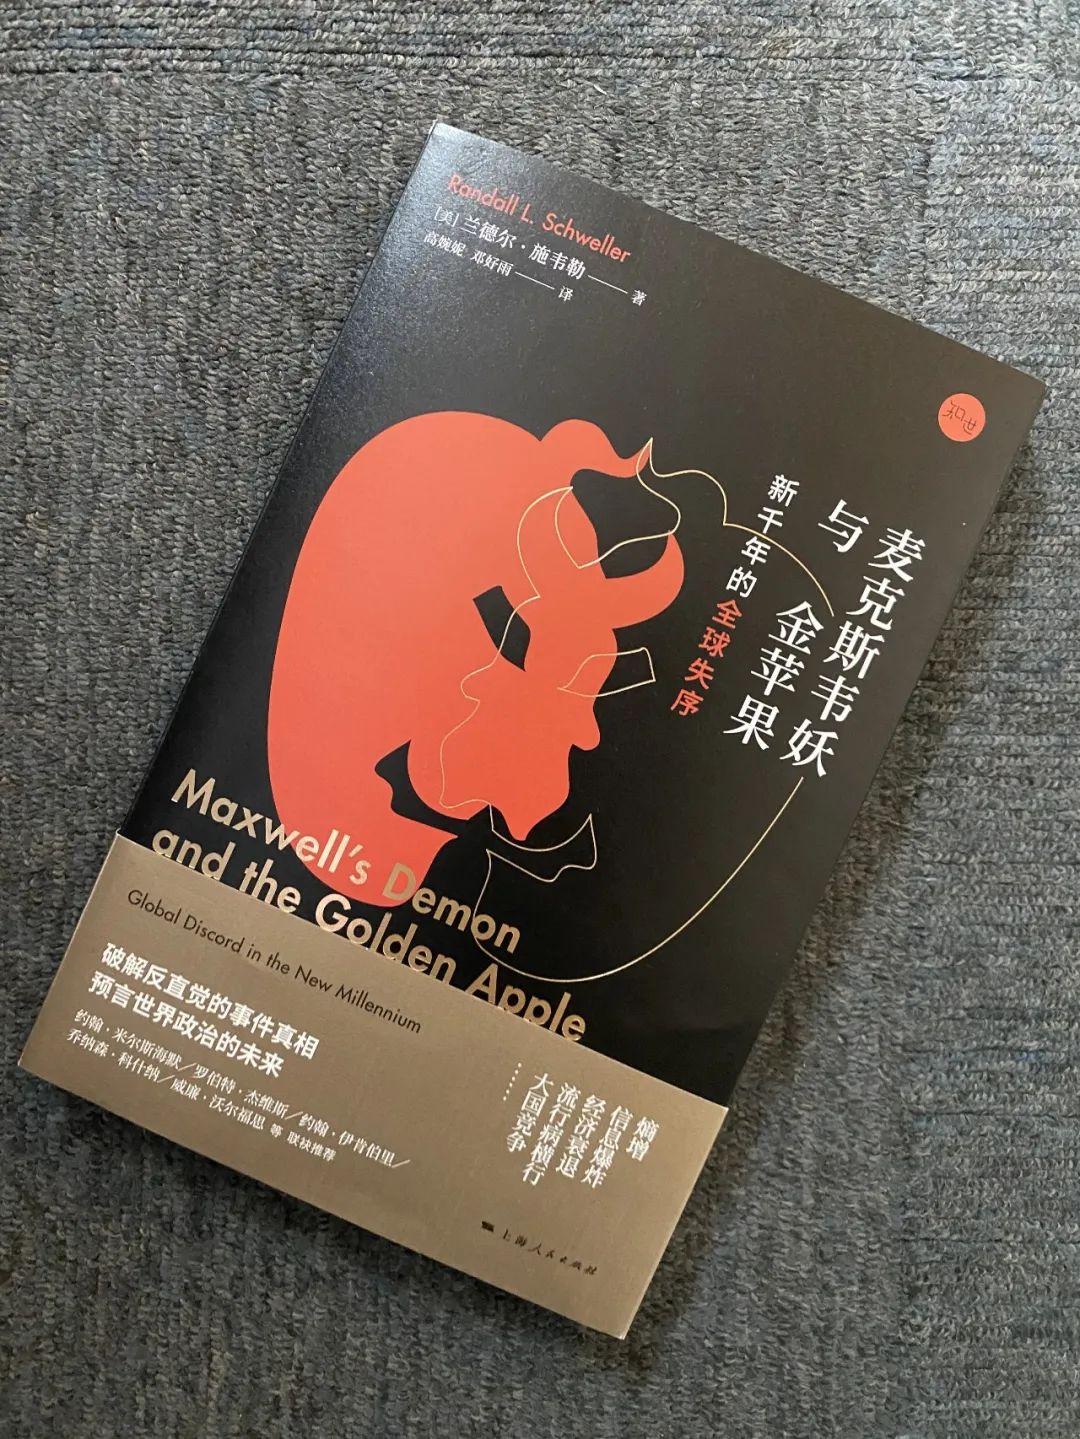 Randall L. Schweller
[美] 兰德尔·施韦勒——著
高婉妮 邓好雨——译
知世
麦克斯韦妖
与 金苹果
新千年的全球失序
Maxwell's Demon
and the Golden Apple
Global Discord in the New Millennium
破解反直觉的事件真相
预言世界政治的未来
约翰·米尔斯海默/罗伯特·杰维斯/约翰·伊肯伯里/
乔纳森·科什纳/威廉·沃尔福思 等 联袂推荐
熵增
信息爆炸
经济衰退
流行病横行
大国竞争
……
上海人民出版社